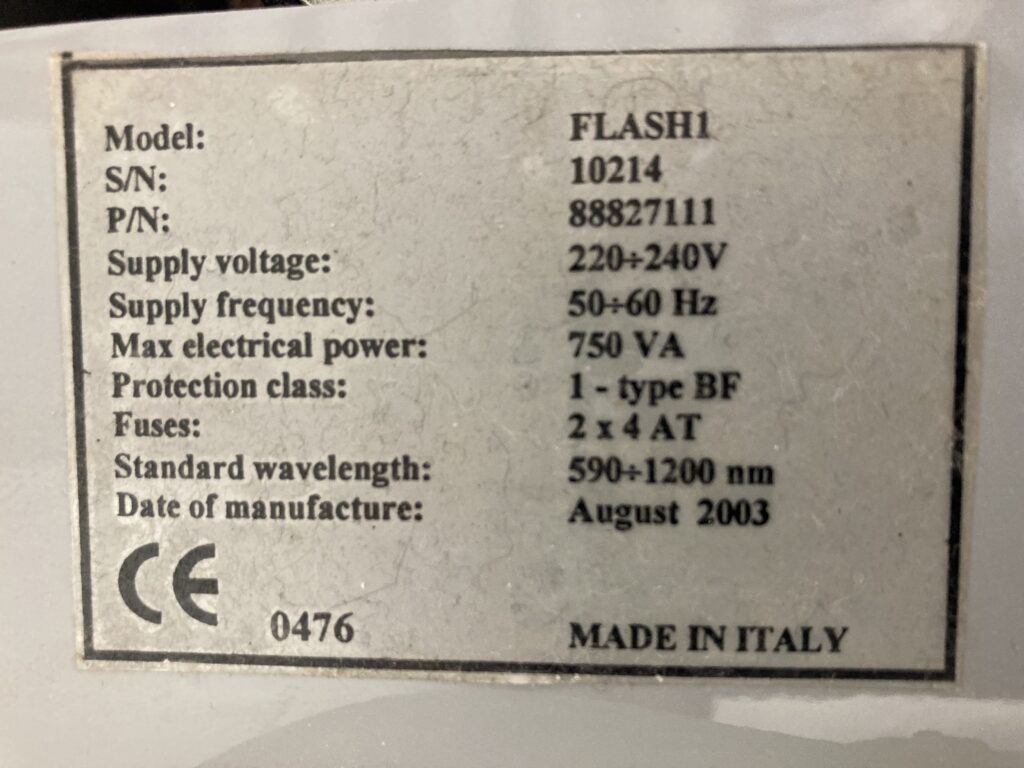 Model: FLASH1
S/N: 10214
P/N: 88827111
Supply voltage: 220÷240V
Supply frequency: 50÷60 Hz
Max electrical power: 750 VA
Protection class: 1 - type BF
Fuses: 2 x 4 AT
Standard wavelength: 590÷1200 nm
Date of manufacture: August 2003
CE 0476 MADE IN ITALY